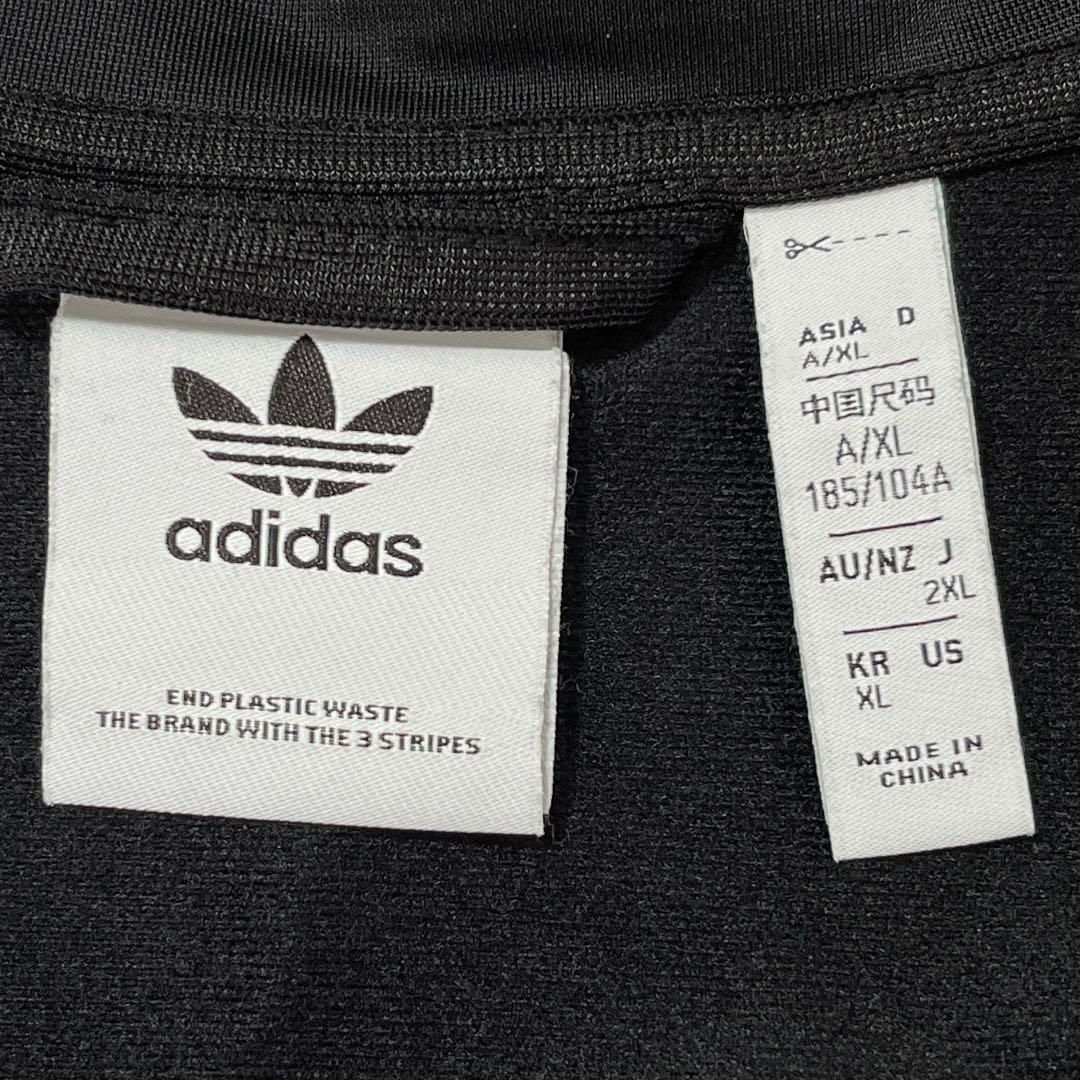 adidas
END PLASTIC WASTE
THE BRAND WITH THE 3 STRIPES
ASIA D
A/XL
中国尺码
A/XL
185/104A
AU/NZ J
2XL
KR US
XL
MADE IN
CHINA